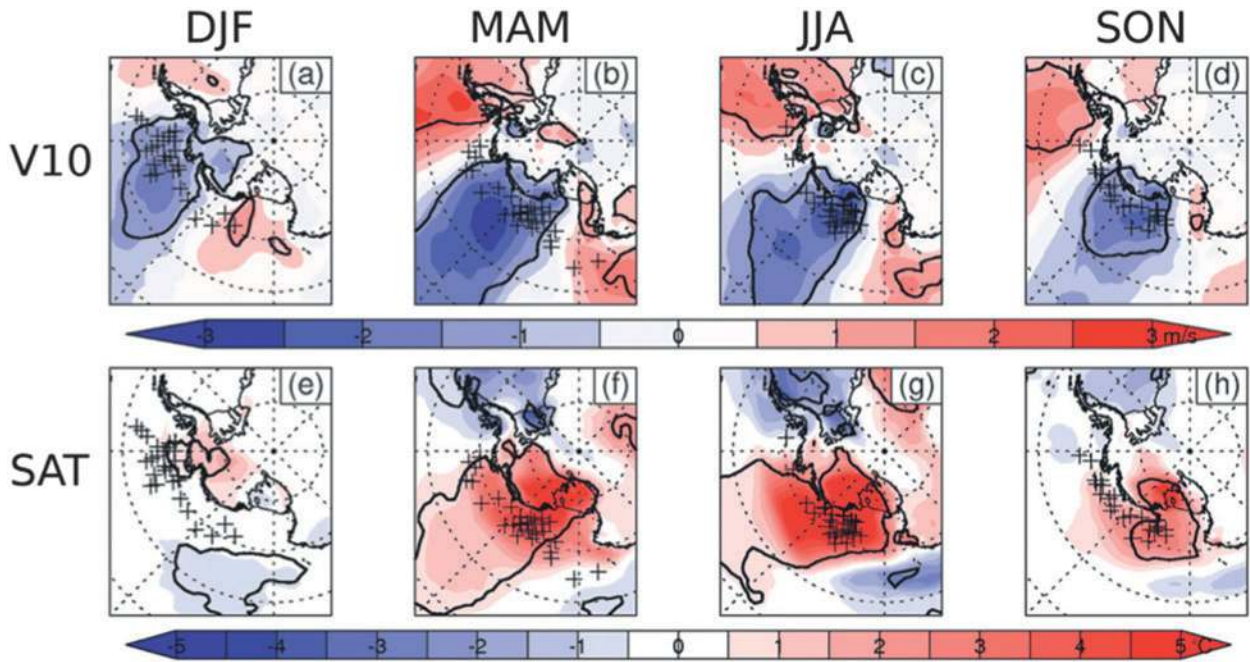 DJF MAM JJA SON
(a) (b) (c) (d)
V10
-3 -2 -1 0 1 2 3 m/s
(e) (f) (g) (h)
SAT
-5 -4 -3 -2 -1 0 1 2 3 4 5 °C